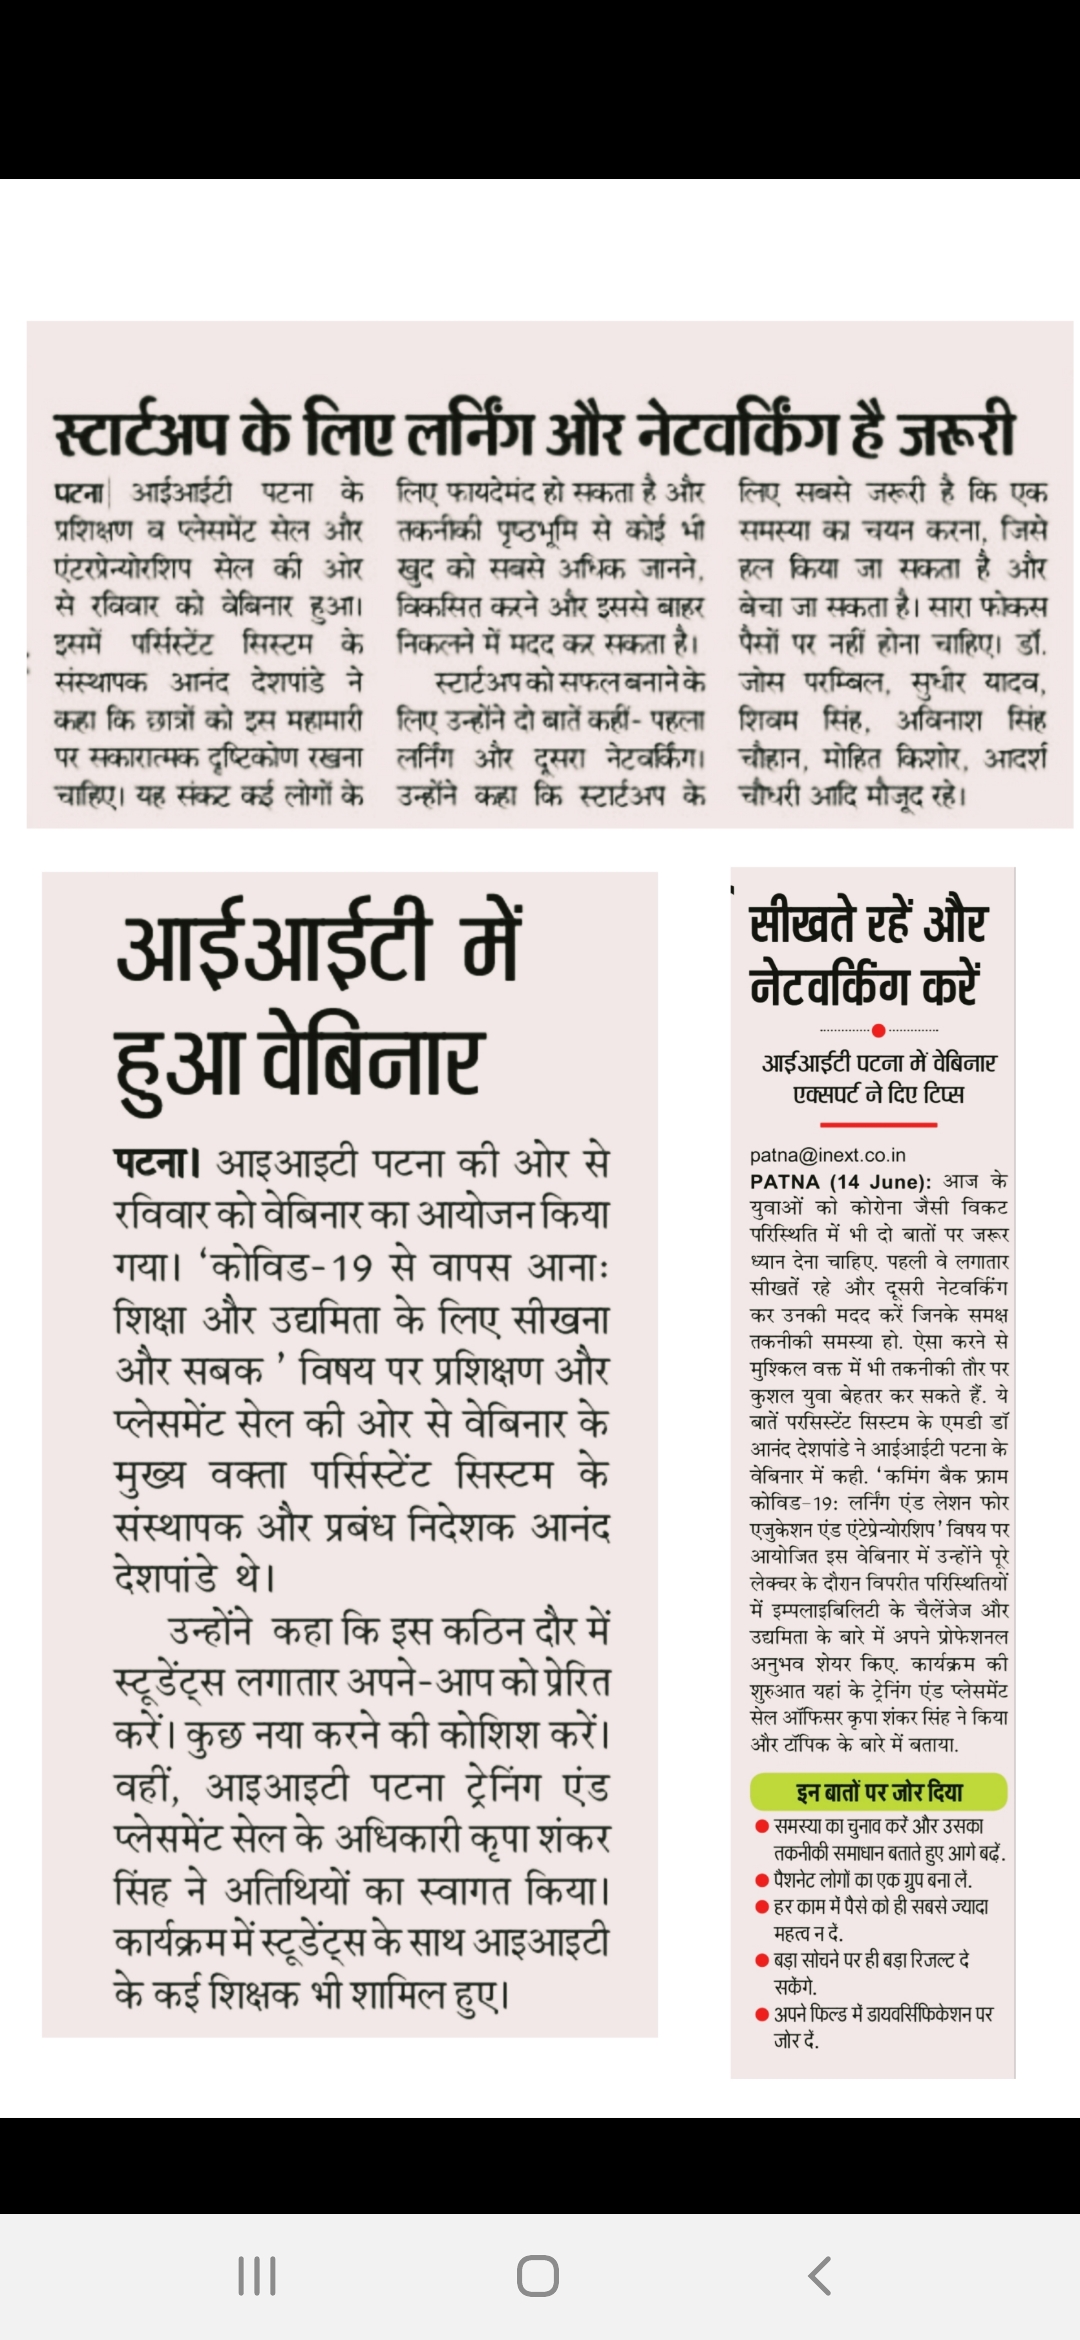 स्टार्टअप के लिए लर्निंग और नेटवर्किंग है जरूरी
पटना| आईआईटी पटना के
प्रशिक्षण व प्लेसमेंट सेल और
एंटरप्रेन्योरशिप सेल की ओर
से रविवार को वेबिनार हुआ।
इसमें पर्सिस्टेंट सिस्टम के
संस्थापक आनंद देशपांडे ने
कहा कि छात्रों को इस महामारी
पर सकारात्मक दृष्टिकोण रखना
चाहिए। यह संकट कई लोगों के
लिए फायदेमंद हो सकता है और
तकनीकी पृष्ठभूमि से कोई भी
खुद को सबसे अधिक जानने,
विकसित करने और इससे बाहर
निकलने में मदद कर सकता है।
स्टार्टअप को सफल बनाने के
लिए उन्होंने दो बातें कहीं- पहला
लर्निंग और दूसरा नेटवर्किंग।
उन्होंने कहा कि स्टार्टअप के
लिए सबसे जरूरी है कि एक
समस्या का चयन करना, जिसे
हल किया जा सकता है और
बेचा जा सकता है। सारा फोकस
पैसों पर नहीं होना चाहिए। डॉ.
जोस परम्बिल, सुधीर यादव,
शिवम सिंह, अविनाश सिंह
चौहान, मोहित किशोर, आदर्श
चौधरी आदि मौजूद रहे।
आईआईटी में
हुआ वेबिनार
पटना। आइआइटी पटना की ओर से
रविवार को वेबिनार का आयोजन किया
गया। ‘कोविड-19 से वापस आनाः
शिक्षा और उद्यमिता के लिए सीखना
और सबक ’ विषय पर प्रशिक्षण और
प्लेसमेंट सेल की ओर से वेबिनार के
मुख्य वक्ता पर्सिस्टेंट सिस्टम के
संस्थापक और प्रबंध निदेशक आनंद
देशपांडे थे।
उन्होंने कहा कि इस कठिन दौर में
स्टूडेंट्स लगातार अपने-आप को प्रेरित
करें। कुछ नया करने की कोशिश करें।
वहीं, आइआइटी पटना ट्रेनिंग एंड
प्लेसमेंट सेल के अधिकारी कृपा शंकर
सिंह ने अतिथियों का स्वागत किया।
कार्यक्रम में स्टूडेंट्स के साथ आइआइटी
के कई शिक्षक भी शामिल हुए।
सीखते रहें और
नेटवर्किंग करें
आईआईटी पटना में वेबिनार
एक्सपर्ट ने दिए टिप्स
patna@inext.co.in
PATNA (14 June): आज के
युवाओं को कोरोना जैसी विकट
परिस्थिति में भी दो बातों पर जरूर
ध्यान देना चाहिए. पहली वे लगातार
सीखतें रहे और दूसरी नेटवर्किंग
कर उनकी मदद करें जिनके समक्ष
तकनीकी समस्या हो. ऐसा करने से
मुश्किल वक्त में भी तकनीकी तौर पर
कुशल युवा बेहतर कर सकते हैं. ये
बातें परसिस्टेंट सिस्टम के एमडी डॉ
आनंद देशपांडे ने आईआईटी पटना के
वेबिनार में कही. ‘कमिंग बैक फ्राम
कोविड-19: लर्निंग एंड लेशन फोर
एजुकेशन एंड एंटेप्रेन्योरशिप’ विषय पर
आयोजित इस वेबिनार में उन्होंने पूरे
लेक्चर के दौरान विपरीत परिस्थितियों
में इम्पलाइबिलिटी के चैलेंजेज और
उद्यमिता के बारे में अपने प्रोफेशनल
अनुभव शेयर किए. कार्यक्रम की
शुरुआत यहां के ट्रेनिंग एंड प्लेसमेंट
सेल ऑफिसर कृपा शंकर सिंह ने किया
और टॉपिक के बारे में बताया.
इन बातों पर जोर दिया
समस्या का चुनाव करें और उसका
तकनीकी समाधान बताते हुए आगे बढ़ें.
पैशनेट लोगों का एक ग्रुप बना लें.
हर काम में पैसे को ही सबसे ज्यादा
महत्व न दें.
बड़ा सोचने पर ही बड़ा रिजल्ट दे
सकेंगे.
अपने फिल्ड में डायवर्सिफिकेशन पर
जोर दें.